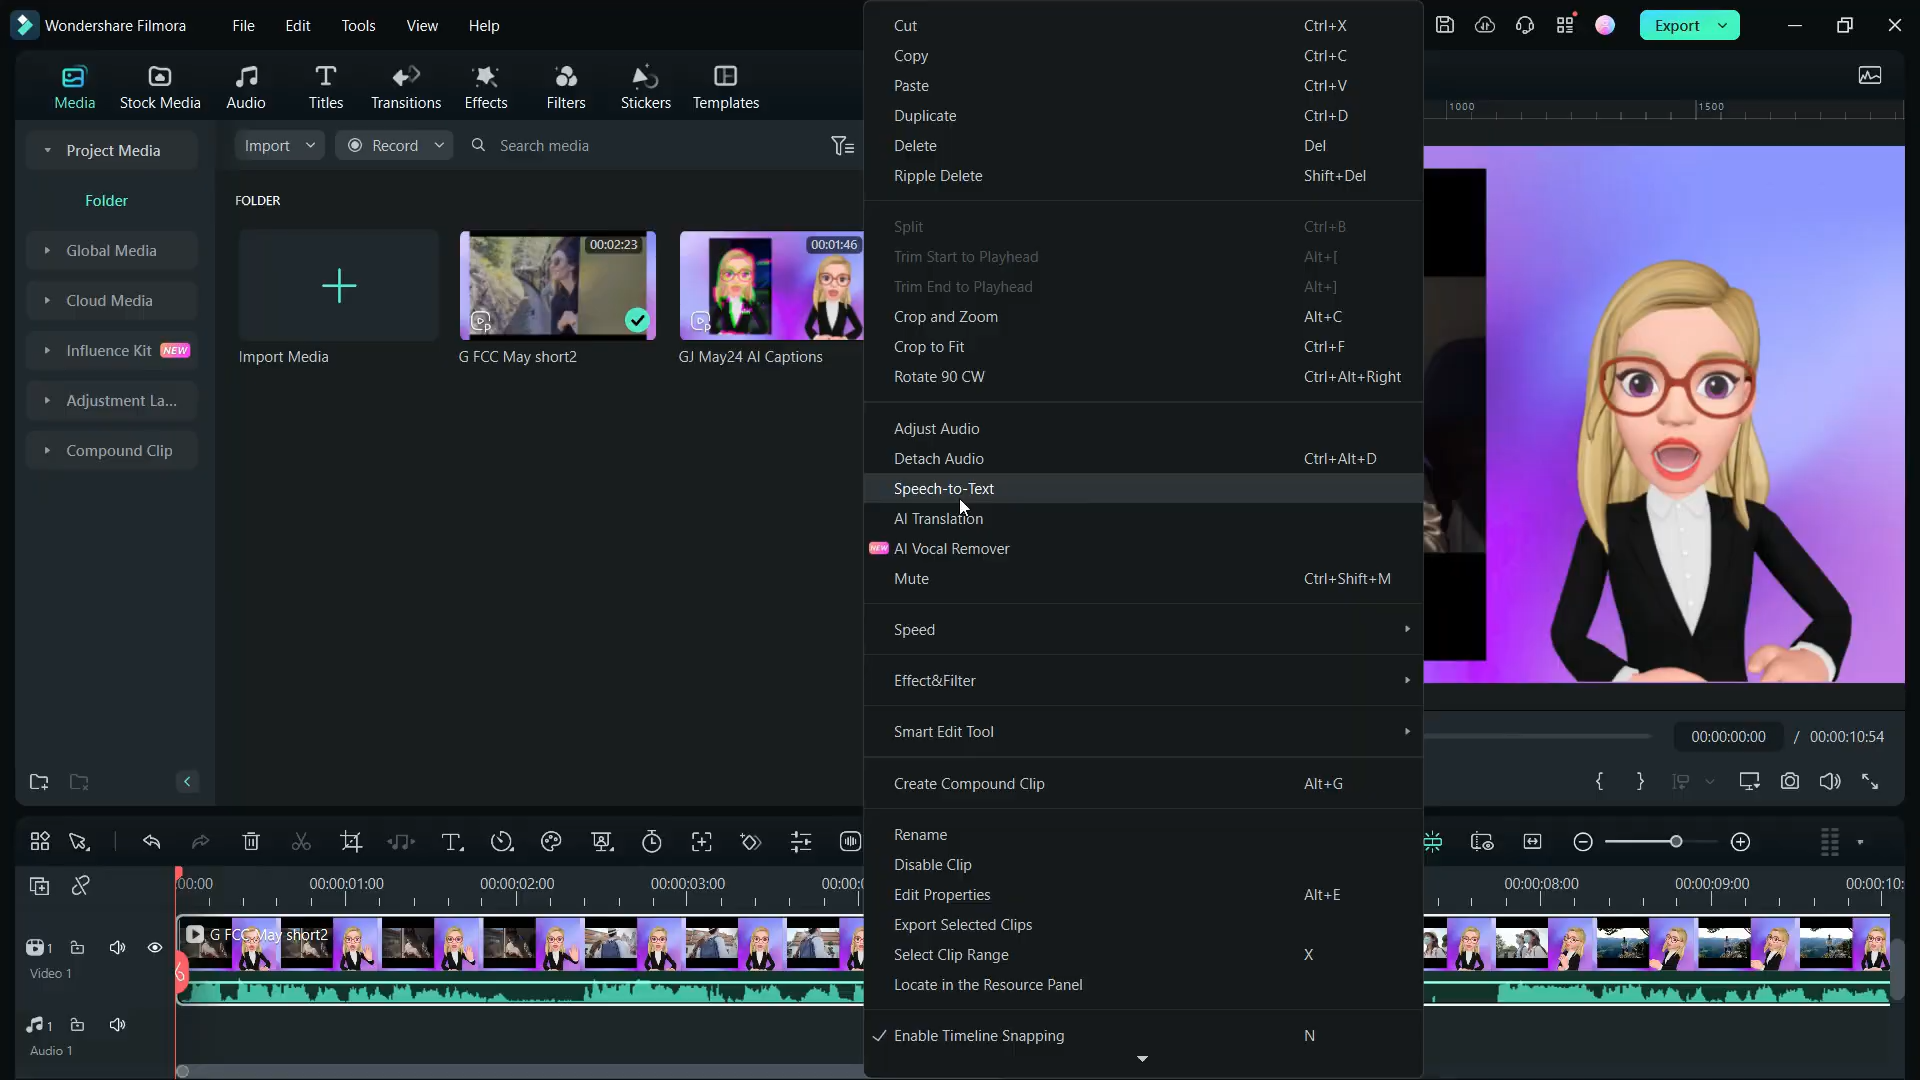 Wondershare Filmora
File
Edit
Tools
View
Help
Export
Media
Stock Media
Audio
Titles
Transitions
Effects
Filters
Stickers
Templates
Project Media
Folder
Global Media
Cloud Media
Influence Kit NEW
Adjustment La...
Compound Clip
Import
Record
Search media
FOLDER
Import Media
00:02:23
G FCC May short2
00:01:46
GJ May24 AI Captions
Cut Ctrl+X
Copy Ctrl+C
Paste Ctrl+V
Duplicate Ctrl+D
Delete Del
Ripple Delete Shift+Del
Split Ctrl+B
Trim Start to Playhead Alt+[
Trim End to Playhead Alt+]
Crop and Zoom Alt+C
Crop to Fit Ctrl+F
Rotate 90 CW Ctrl+Alt+Right
Adjust Audio
Detach Audio Ctrl+Alt+D
Speech-to-Text
AI Translation
NEW AI Vocal Remover
Mute Ctrl+Shift+M
Speed
Effect&Filter
Smart Edit Tool
Create Compound Clip Alt+G
Rename
Disable Clip
Edit Properties Alt+E
Export Selected Clips
Select Clip Range X
Locate in the Resource Panel
Enable Timeline Snapping N
1000
1500
00:00:00:00 / 00:00:10:54
:00:00
00:00:01:00
00:00:02:00
00:00:03:00
00:00:0
00:00:08:00
00:00:09:00
00:00:10:
G FCC May short2
1
Video 1
1
Audio 1